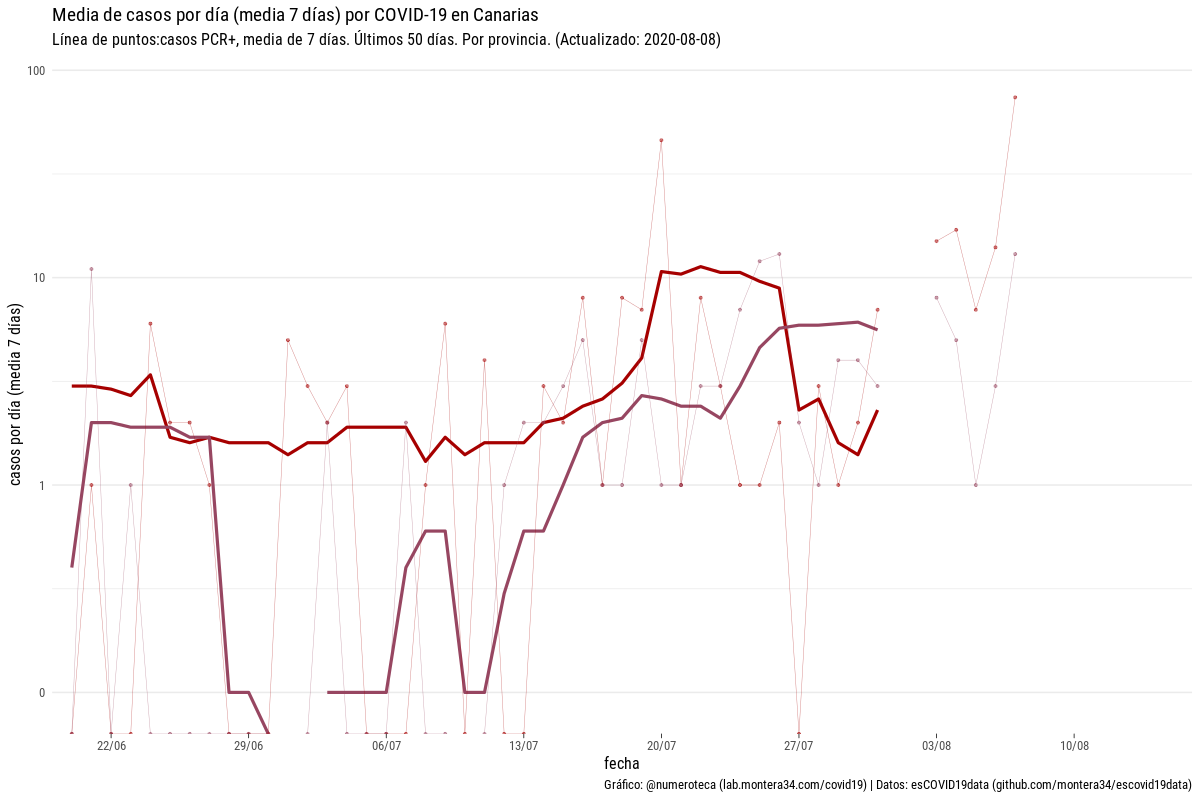 Media de casos por día (media 7 días) por COVID-19 en Canarias
Línea de puntos:casos PCR+, media de 7 días. Últimos 50 días. Por provincia. (Actualizado: 2020-08-08)
100
10
1
0
casos por día (media 7 días)
22/06 29/06 06/07 13/07 20/07 27/07 03/08 10/08
fecha
Gráfico: @numeroteca (lab.montera34.com/covid19) | Datos: esCOVID19data (github.com/montera34/escovid19data)